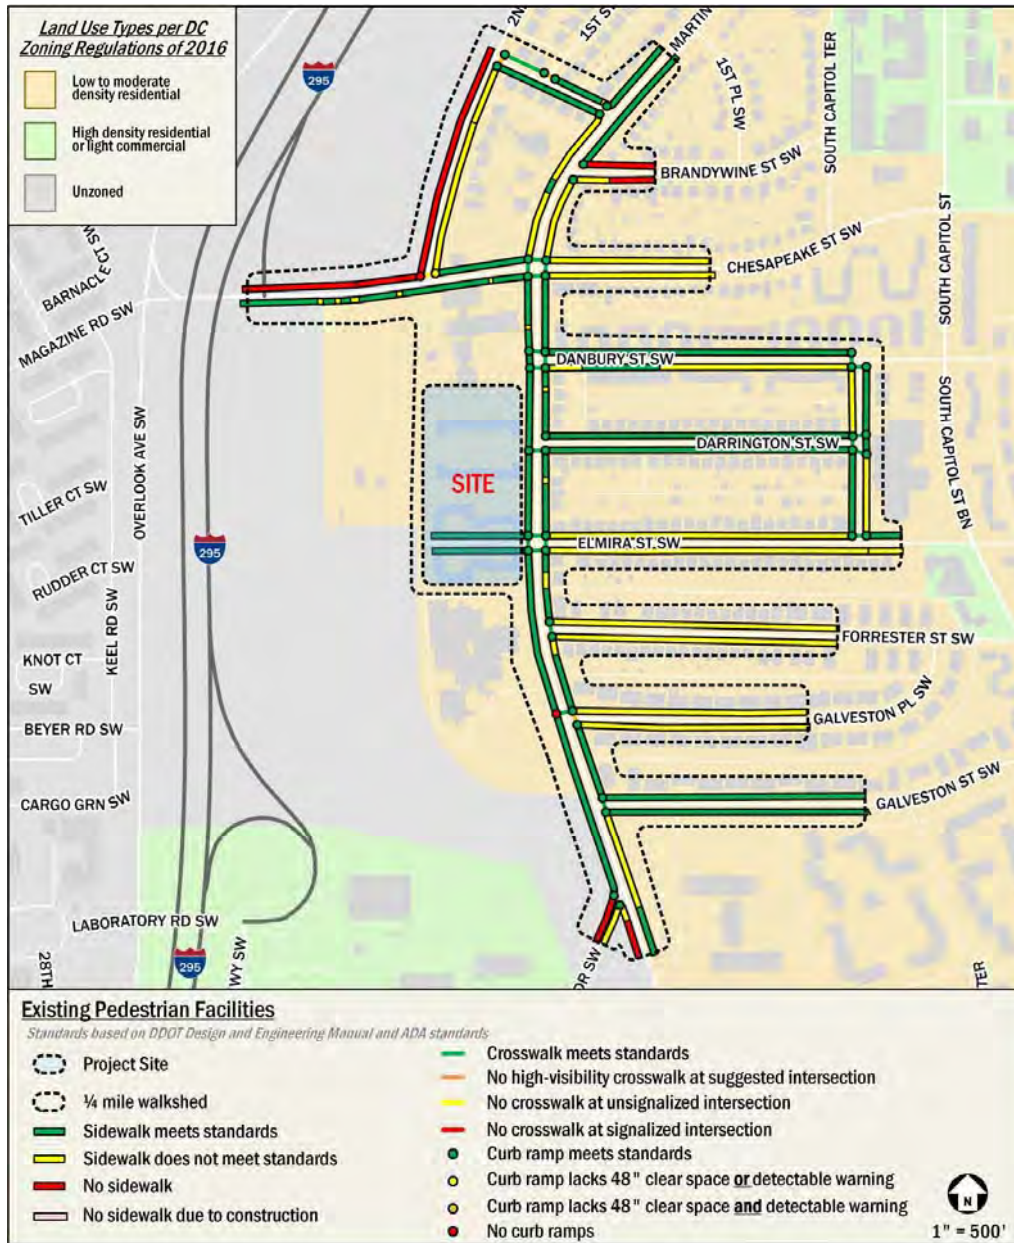 Land Use Types per DC
Zoning Regulations of 2016
Low to moderate
density residential
High density residential
or light commercial
Unzoned
295
1ST ST
MARTIN
1ST PL SW
SOUTH CAPITOL TER
BRANDYWINE ST SW
CHESAPEAKE ST SW
SOUTH CAPITOL ST
BARNACLE CT SW
MAGAZINE RD SW
DANBURY ST SW
OVERLOOK AVE SW
DARRINGTON ST SW
SOUTH CAPITOL ST BN
SITE
TILLER CT SW
295
ELMIRA ST SW
RUDDER CT SW
KEEL RD SW
FORRESTER ST SW
KNOT CT
SW
GALVESTON PL SW
BEYER RD SW
GALVESTON ST SW
CARGO GRN SW
LABORATORY RD SW
28TH
295
WY SW
DR SW
TER
Existing Pedestrian Facilities
Standards based on DDOT Design and Engineering Manual and ADA standards
Project Site
¼ mile walkshed
Sidewalk meets standards
Sidewalk does not meet standards
No sidewalk
No sidewalk due to construction
Crosswalk meets standards
No high-visibility crosswalk at suggested intersection
No crosswalk at unsignalized intersection
No crosswalk at signalized intersection
Curb ramp meets standards
Curb ramp lacks 48" clear space or detectable warning
Curb ramp lacks 48" clear space and detectable warning
No curb ramps
N
1" = 500'